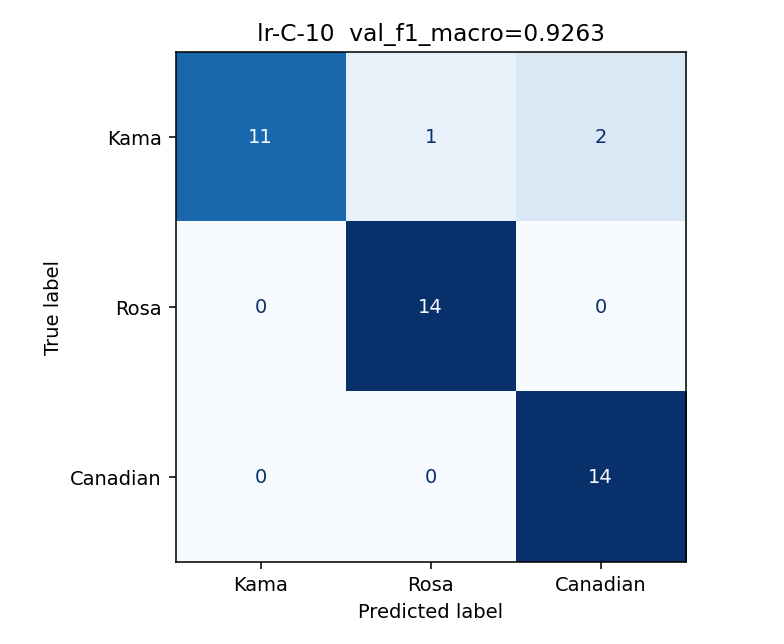 lr-C-10  val_f1_macro=0.9263
Kama 11 1 2
Rosa 0 14 0
Canadian 0 0 14
Kama Rosa Canadian
Predicted label
True label